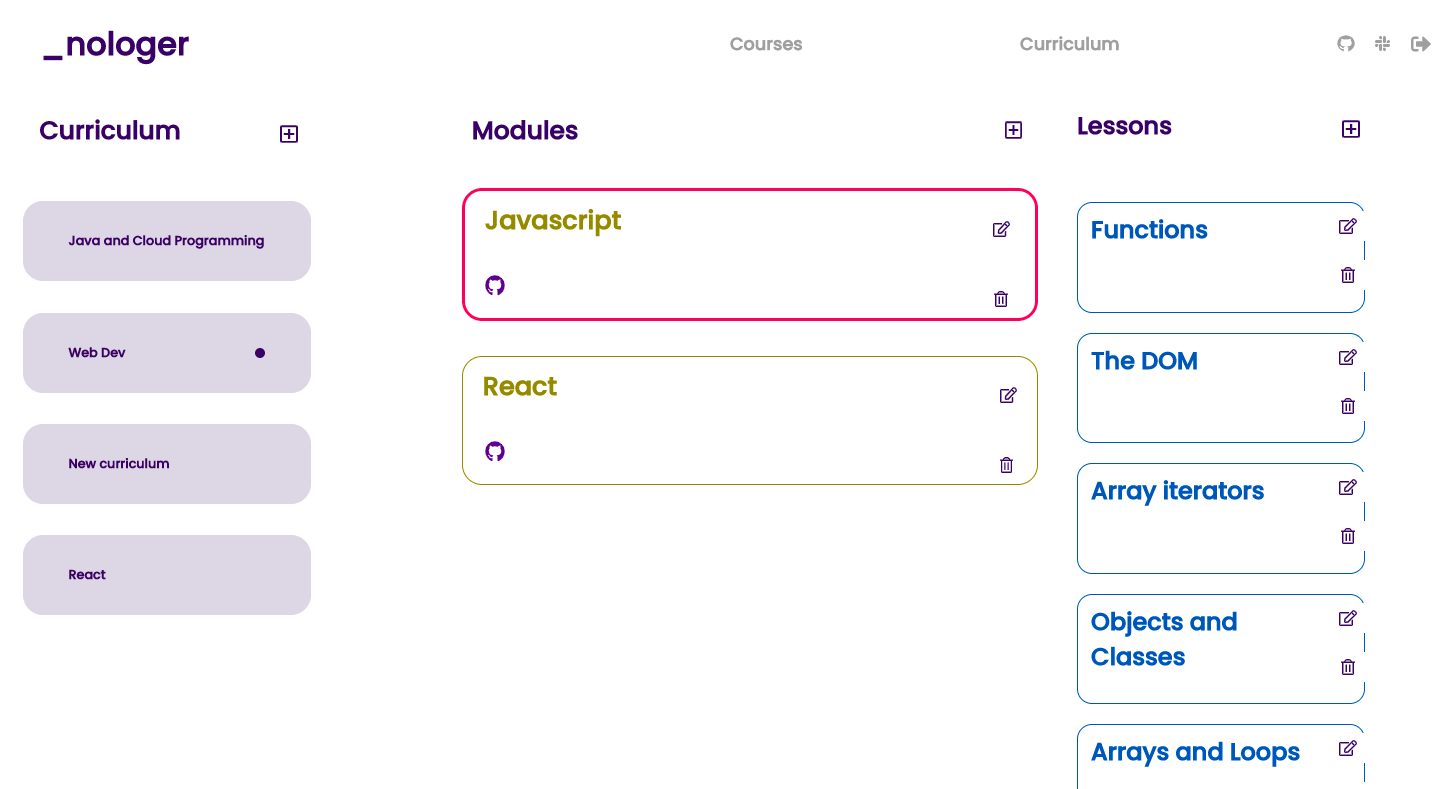 _nologer
Courses
Curriculum
Curriculum
Java and Cloud Programming
Web Dev
New curriculum
React
Modules
Javascript
React
Lessons
Functions
The DOM
Array iterators
Objects and
Classes
Arrays and Loops